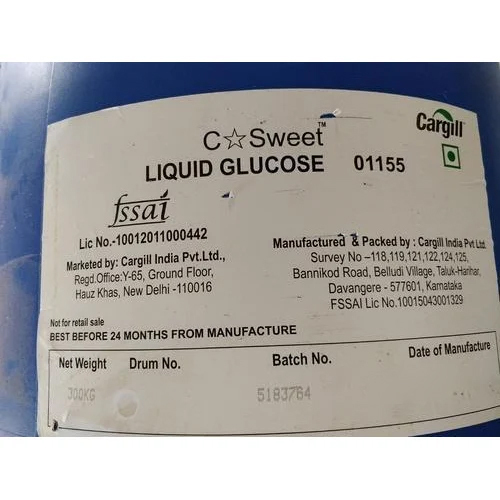 C☆Sweet™
Cargill
LIQUID GLUCOSE 01155
fssai
Lic No.-10012011000442
Marketed by: Cargill India Pvt.Ltd.,
Regd.Office:Y-65, Ground Floor,
Hauz Khas, New Delhi -110016
Manufactured & Packed by : Cargill India Pvt Ltd.
Survey No –118,119,121,122,124,125,
Bannikod Road, Belludi Village, Taluk-Harihar,
Davangere - 577601, Karnataka
FSSAI Lic No.10015043001329
Not for retail sale
BEST BEFORE 24 MONTHS FROM MANUFACTURE
Net Weight Drum No. Batch No. Date of Manufacture
300KG 5183764